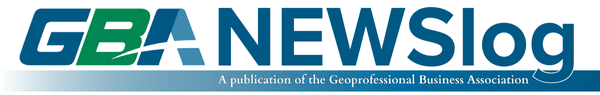 GBA NEWSlog
A publication of the Geoprofessional Business Association